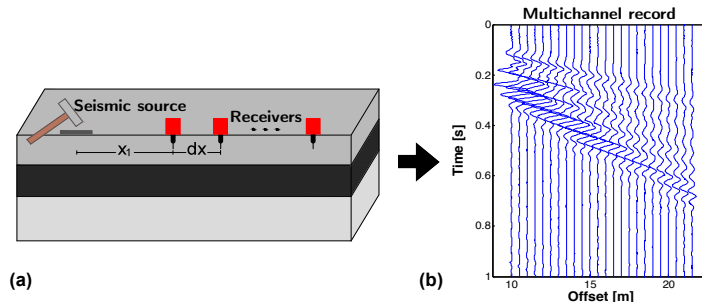 Seismic source
Receivers
x₁
dx
(a)
Multichannel record
0
0.2
0.4
0.6
0.8
1
Time [s]
10
15
20
Offset [m]
(b)